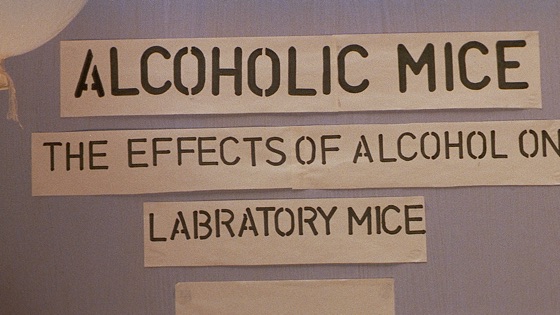 ALCOHOLIC MICE
THE EFFECTS OF ALCOHOL ON
LABRATORY MICE